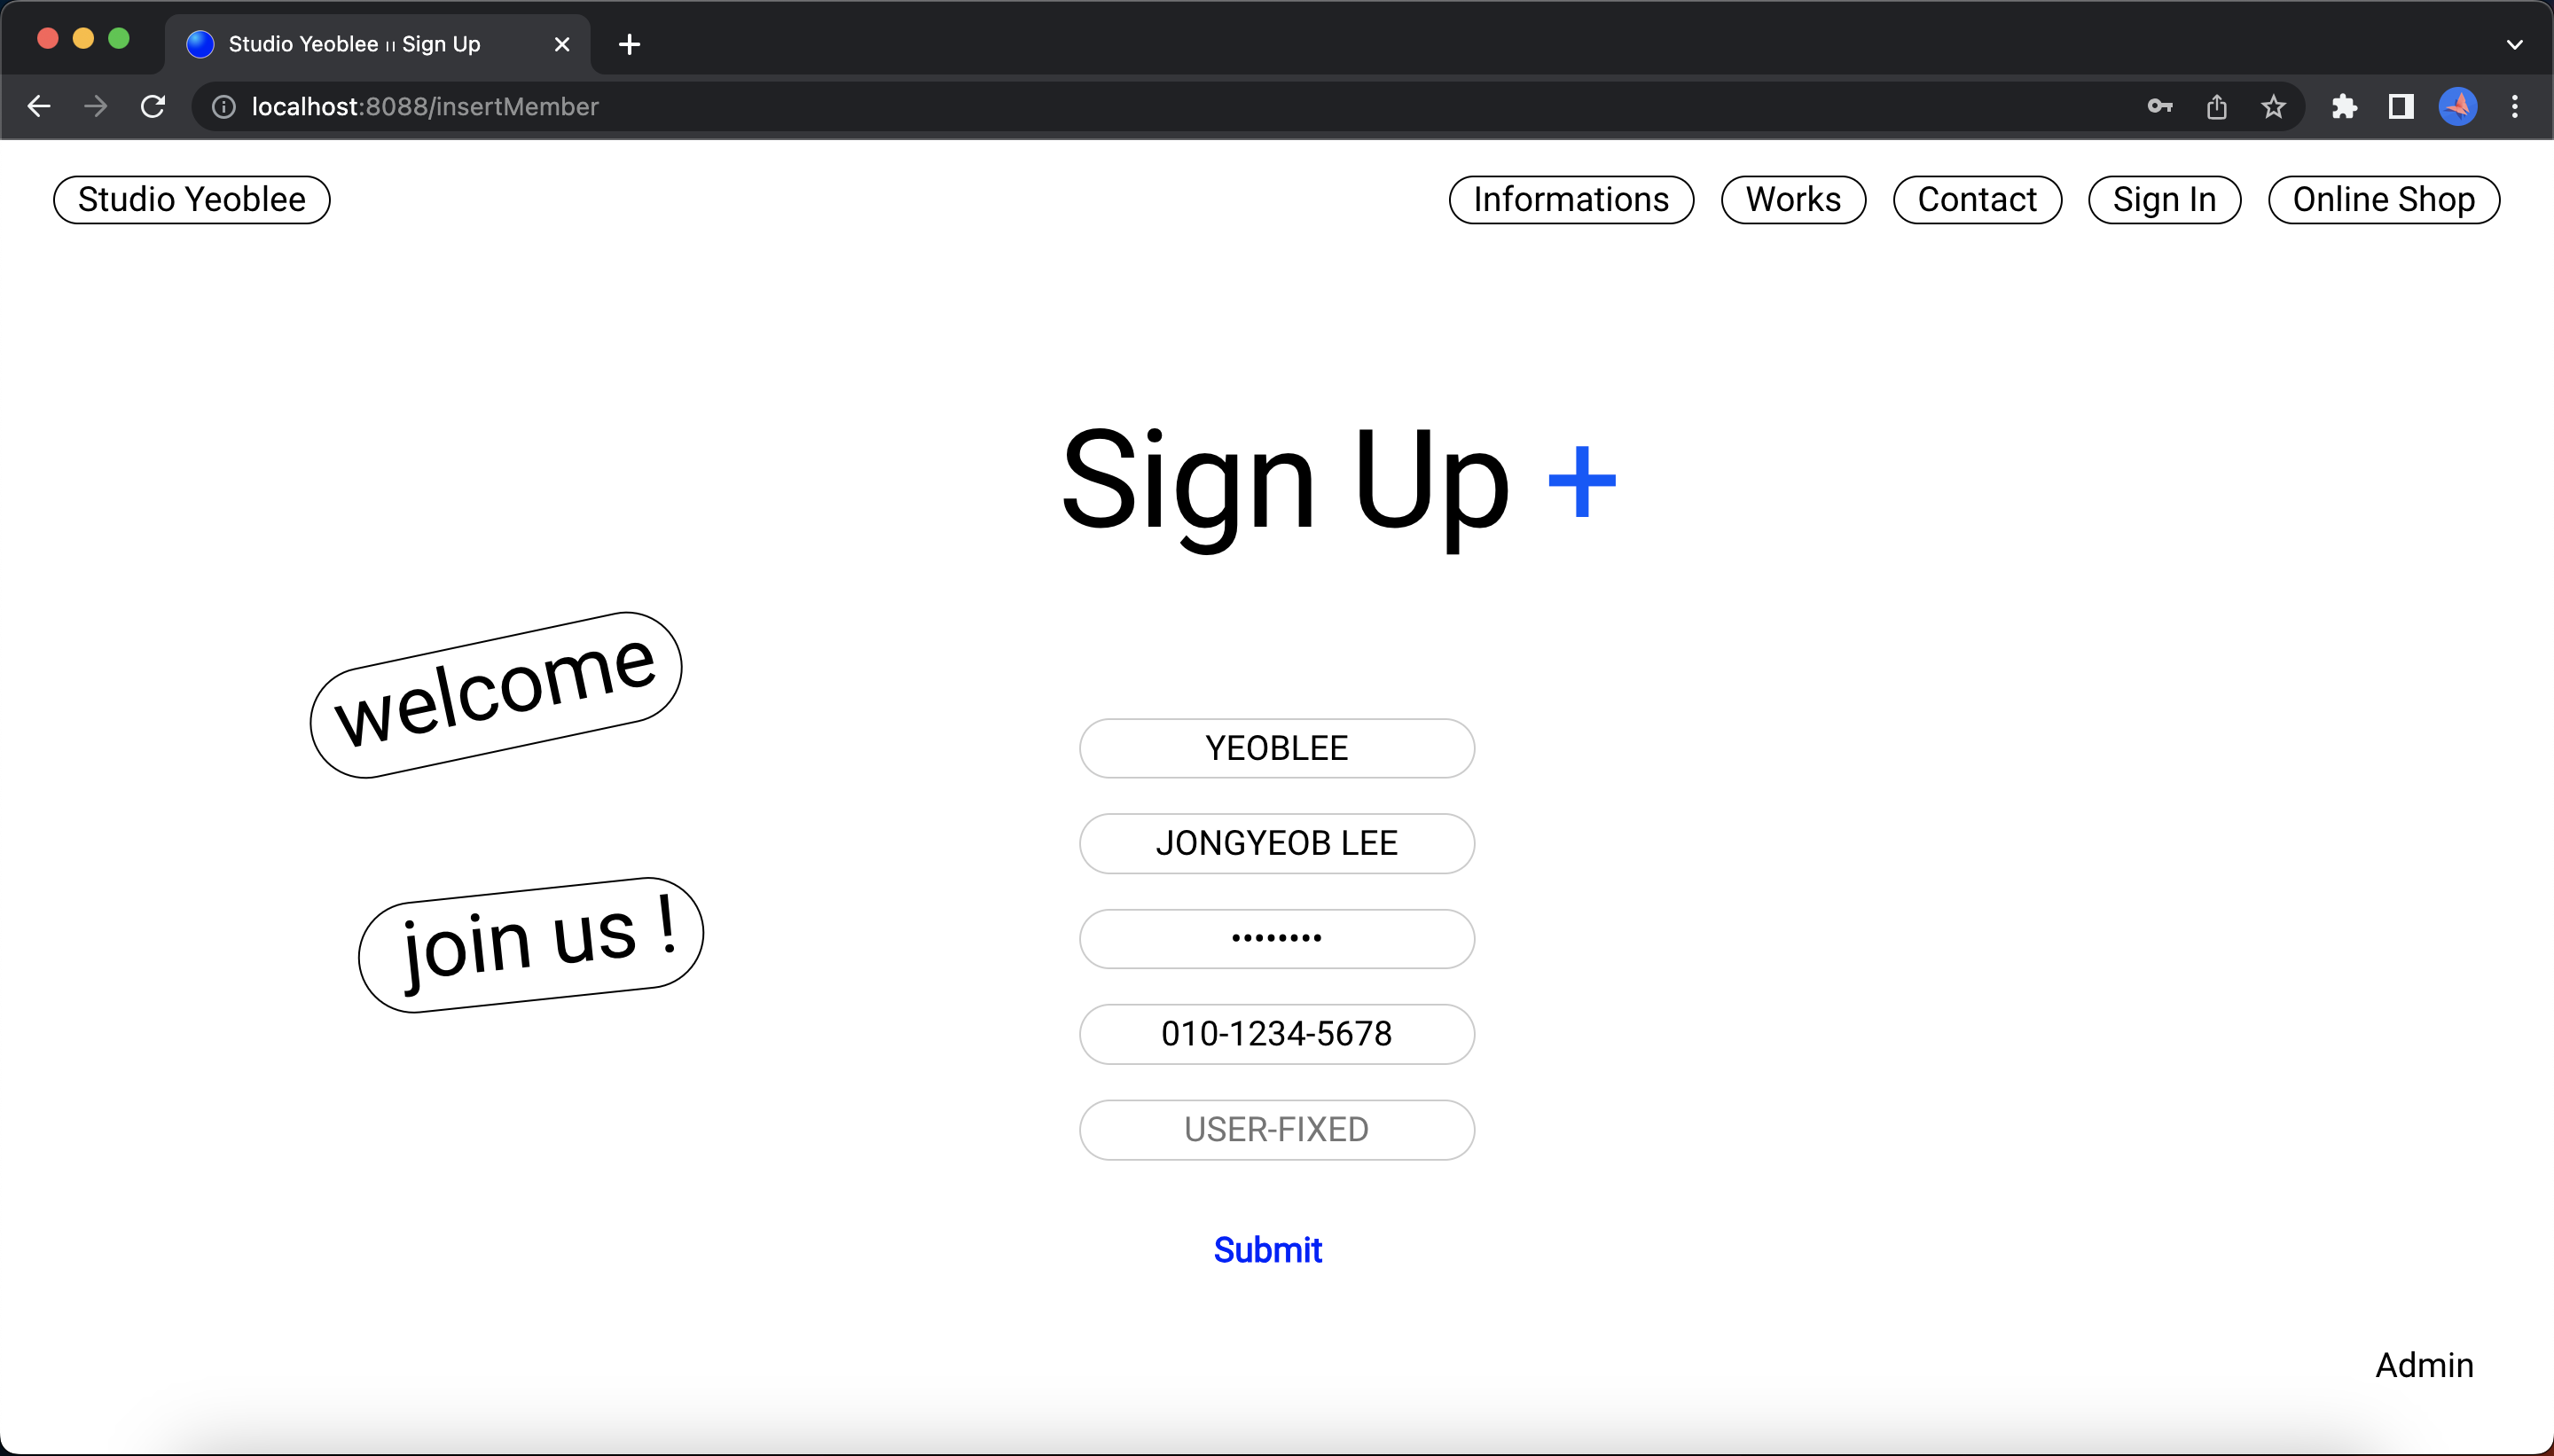 Studio Yeoblee ıı Sign Up
localhost:8088/insertMember
Studio Yeoblee
Informations
Works
Contact
Sign In
Online Shop
Sign Up +
welcome
join us !
YEOBLEE
JONGYEOB LEE
••••••••
010-1234-5678
USER-FIXED
Submit
Admin